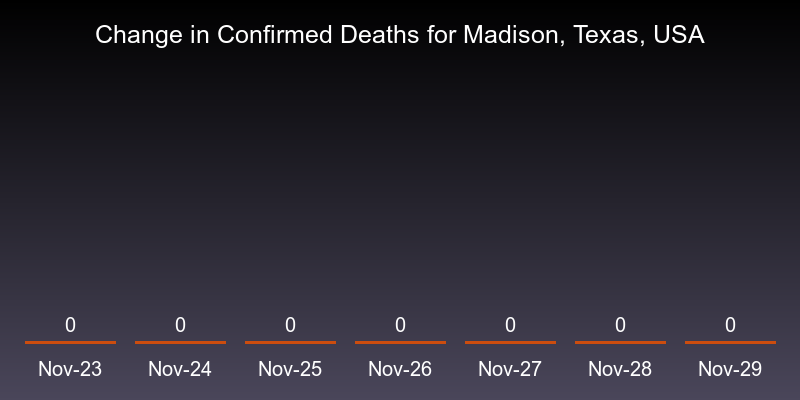 Change in Confirmed Deaths for Madison, Texas, USA
0 0 0 0 0 0 0
Nov-23 Nov-24 Nov-25 Nov-26 Nov-27 Nov-28 Nov-29